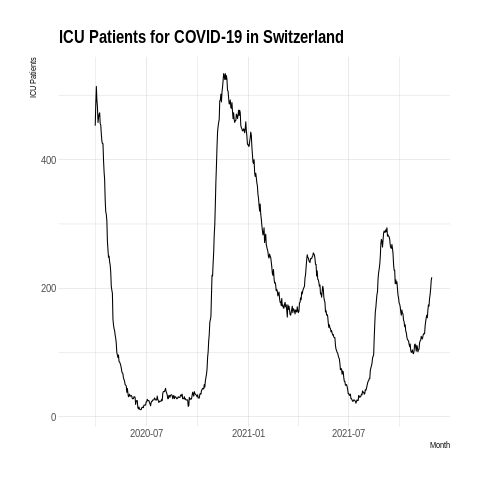 ICU Patients for COVID-19 in Switzerland
ICU Patients
400
200
0
2020-07
2021-01
2021-07
Month